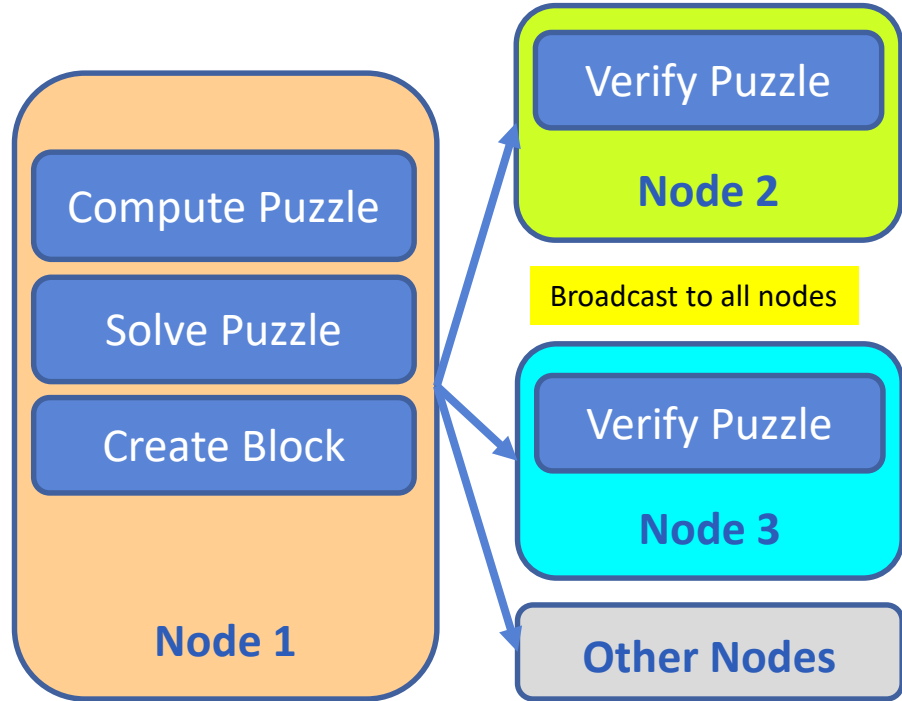 Compute Puzzle
Solve Puzzle
Create Block
Node 1
Verify Puzzle
Node 2
Broadcast to all nodes
Verify Puzzle
Node 3
Other Nodes